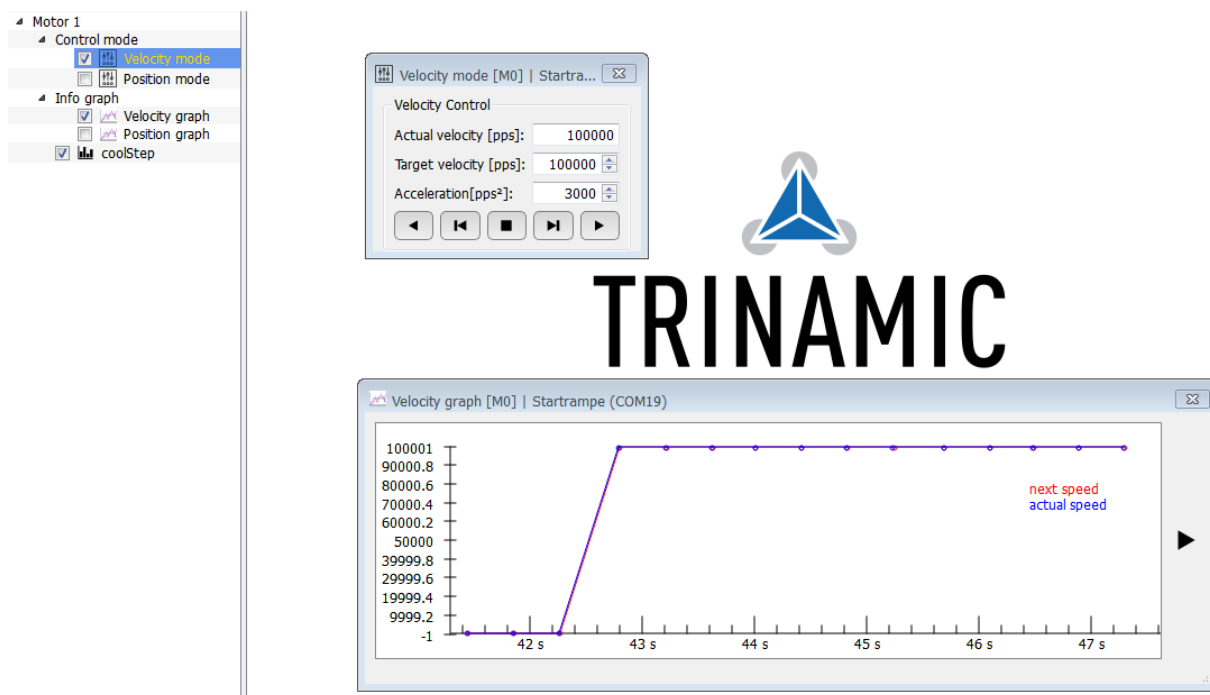 Motor 1
Control mode
Velocity mode
Position mode
Info graph
Velocity graph
Position graph
coolStep
Velocity mode [M0] | Startra...
Velocity Control
Actual velocity [pps]: 100000
Target velocity [pps]: 100000
Acceleration[pps²]: 3000
TRINAMIC
Velocity graph [M0] | Startrampe (COM19)
100001
90000.8
80000.6
70000.4
60000.2
50000
39999.8
29999.6
19999.4
9999.2
-1
next speed
actual speed
42 s 43 s 44 s 45 s 46 s 47 s